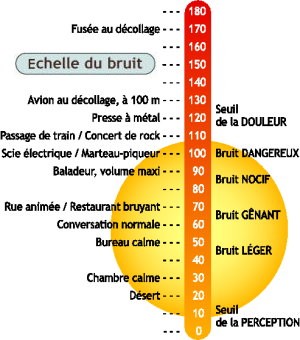 180
Fusée au décollage --- 170
--- 160
Echelle du bruit --- 150
--- 140
Avion au décollage, à 100 m --- 130
Presse à métal --- 120 Seuil
de la DOULEUR
Passage de train / Concert de rock --- 110
Scie électrique / Marteau-piqueur --- 100 Bruit DANGEREUX
Baladeur, volume maxi --- 90
Bruit NOCIF
--- 80
Rue animée / Restaurant bruyant --- 70
Bruit GÊNANT
Conversation normale --- 60
Bureau calme --- 50
Bruit LÉGER
--- 40
Chambre calme --- 30
Désert --- 20
--- 10 Seuil
de la PERCEPTION
--- 0